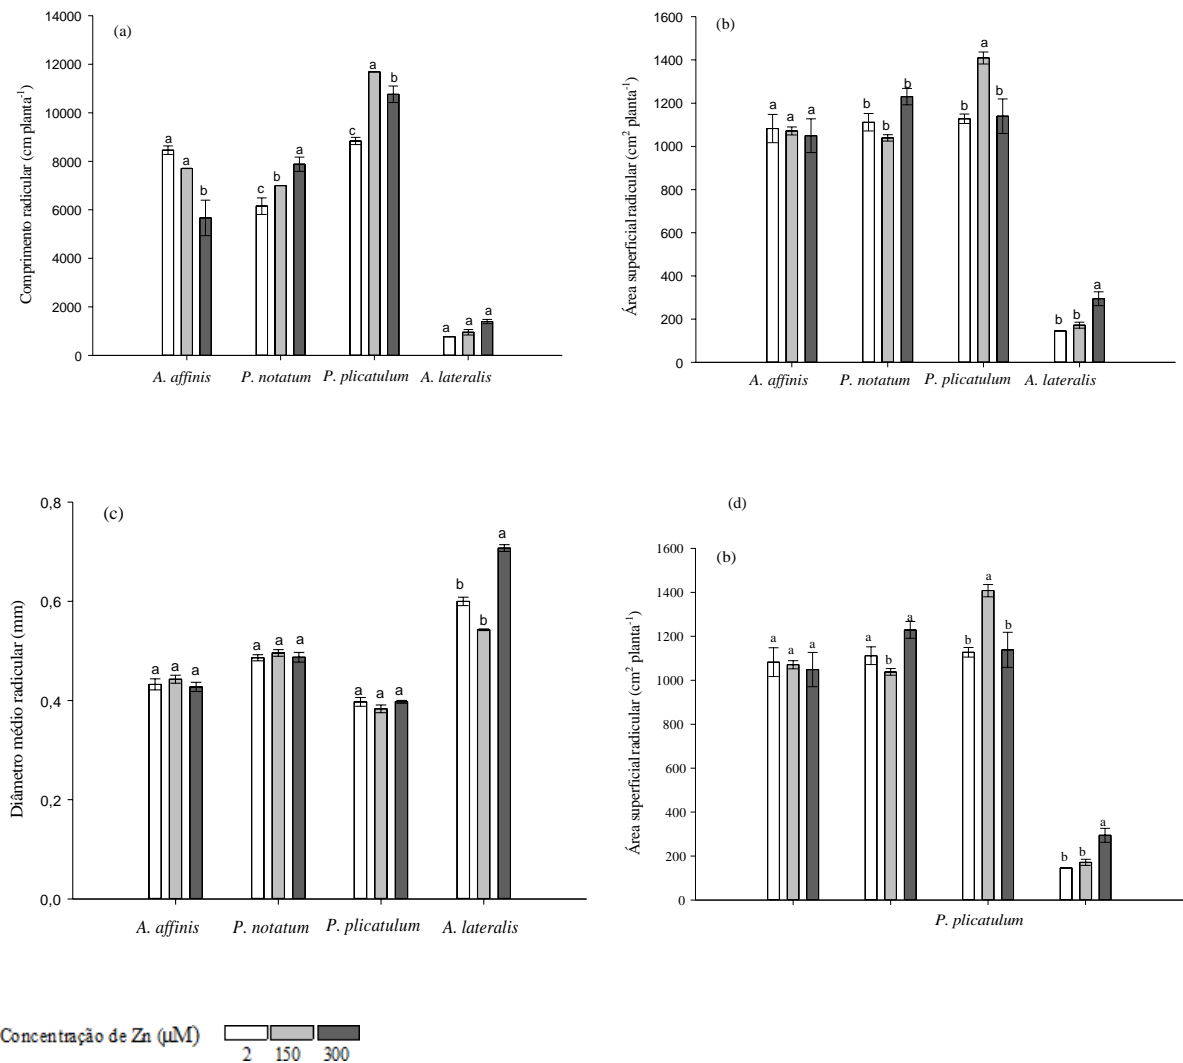 (a)
Comprimento radicular (cm planta⁻¹)
14000
12000
10000
8000
6000
4000
2000
0
a a b
c b a
c a b
a a a
A. affinis P. notatum P. plicatulum A. lateralis
(b)
Área superficial radicular (cm² planta⁻¹)
1600
1400
1200
1000
800
600
400
200
0
a a a
b b b
b a b
b b a
A. affinis P. notatum P. plicatulum A. lateralis
(c)
Diâmetro médio radicular (mm)
0,8
0,6
0,4
0,2
0,0
a a a
a a a
a a a
b b a
A. affinis P. notatum P. plicatulum A. lateralis
(d)
(b)
Área superficial radicular (cm² planta⁻¹)
1600
1400
1200
1000
800
600
400
200
0
a a a
a b a
b a b
b b a
P. plicatulum
Concentração de Zn (µM)
2 150 300